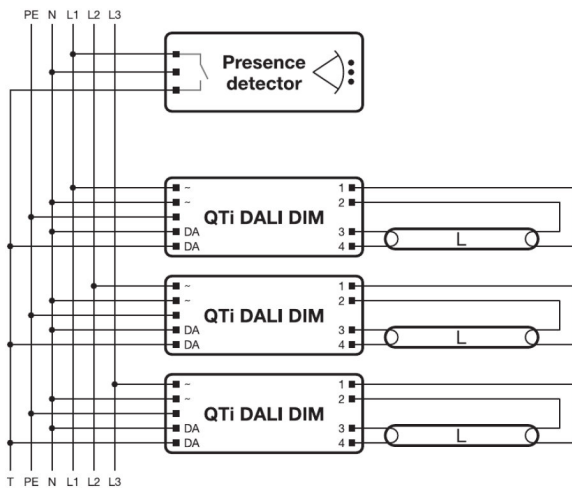 PE N L1 L2 L3
Presence
detector
~ 1
~ 2
QTi DALI DIM
DA 3
DA 4
L
~ 1
~ 2
QTi DALI DIM
DA 3
DA 4
L
~ 1
~ 2
QTi DALI DIM
DA 3
DA 4
L
T PE N L1 L2 L3